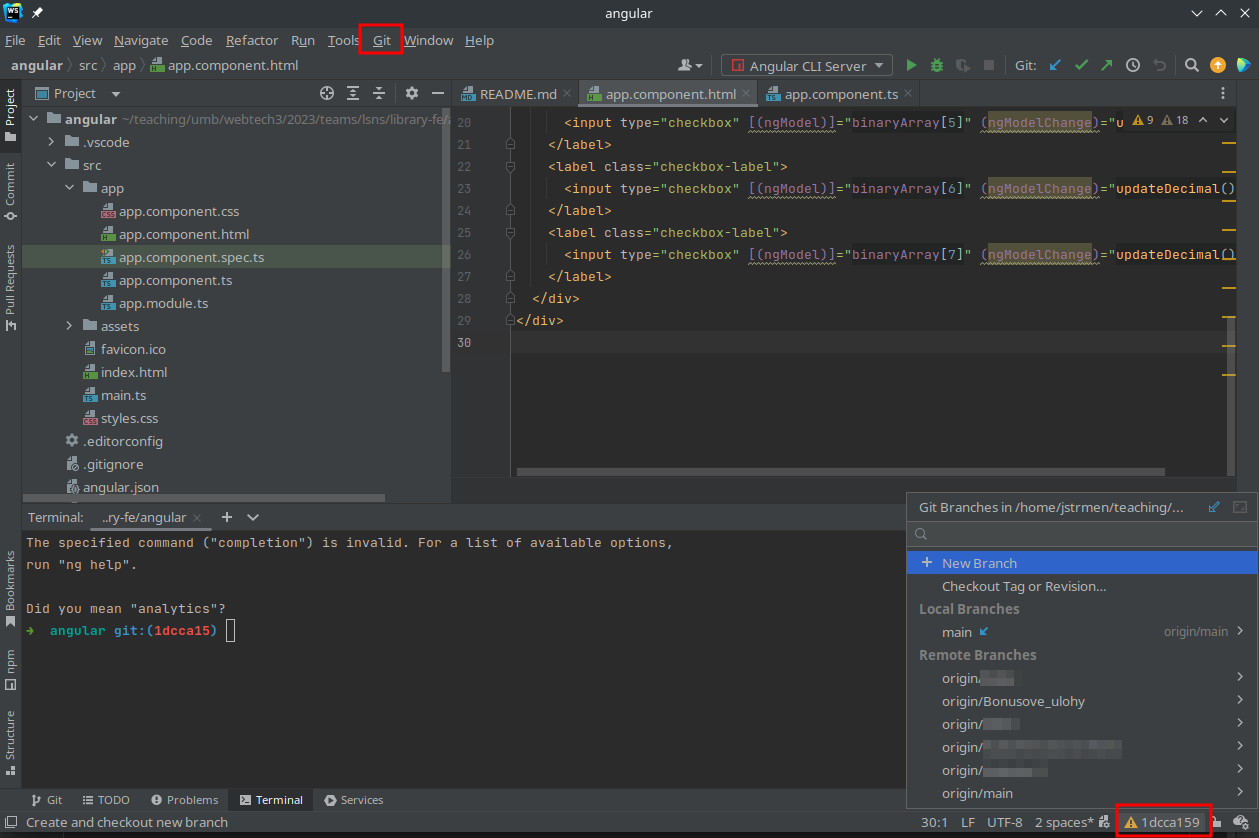 WS
angular
File Edit View Navigate Code Refactor Run Tools Git Window Help
angular src app app.component.html
Angular CLI Server
Git:
Project
Commit
Pull Requests
Bookmarks
npm
Structure
Project
angular ~/teaching/umb/webtech3/2023/teams/lsns/library-fe/
.vscode
src
app
app.component.css
app.component.html
app.component.spec.ts
app.component.ts
app.module.ts
assets
favicon.ico
index.html
main.ts
styles.css
.editorconfig
.gitignore
angular.json
README.md app.component.html app.component.ts
9 18
20 <input type="checkbox" [(ngModel)]="binaryArray[5]" (ngModelChange)="u
21 </label>
22 <label class="checkbox-label">
23 <input type="checkbox" [(ngModel)]="binaryArray[6]" (ngModelChange)="updateDecimal()
24 </label>
25 <label class="checkbox-label">
26 <input type="checkbox" [(ngModel)]="binaryArray[7]" (ngModelChange)="updateDecimal()
27 </label>
28 </div>
29 </div>
30
Terminal: ..ry-fe/angular
The specified command ("completion") is invalid. For a list of available options,
run "ng help".
Did you mean "analytics"?
→ angular git:(1dcca15)
Git Branches in /home/jstrmen/teaching/...
New Branch
Checkout Tag or Revision...
Local Branches
main origin/main
Remote Branches
origin/
origin/Bonusove_ulohy
origin/
origin/
origin/
origin/main
Git TODO Problems Terminal Services
Create and checkout new branch
30:1 LF UTF-8 2 spaces* 1dcca159